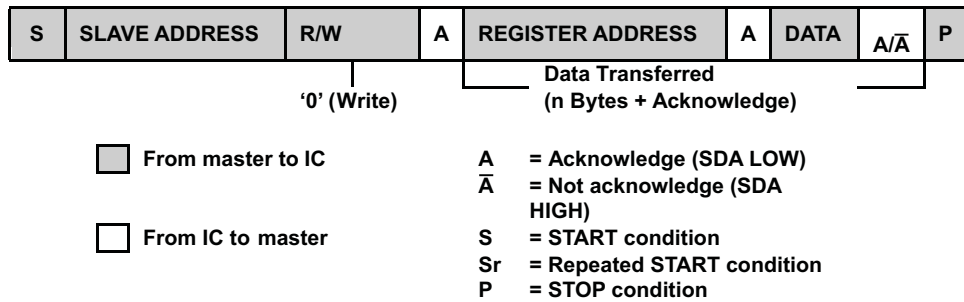 S SLAVE ADDRESS R/W A REGISTER ADDRESS A DATA A/A̅ P
‘0’ (Write)
Data Transferred
(n Bytes + Acknowledge)
From master to IC
From IC to master
A = Acknowledge (SDA LOW)
A̅ = Not acknowledge (SDA
HIGH)
S = START condition
Sr = Repeated START condition
P = STOP condition